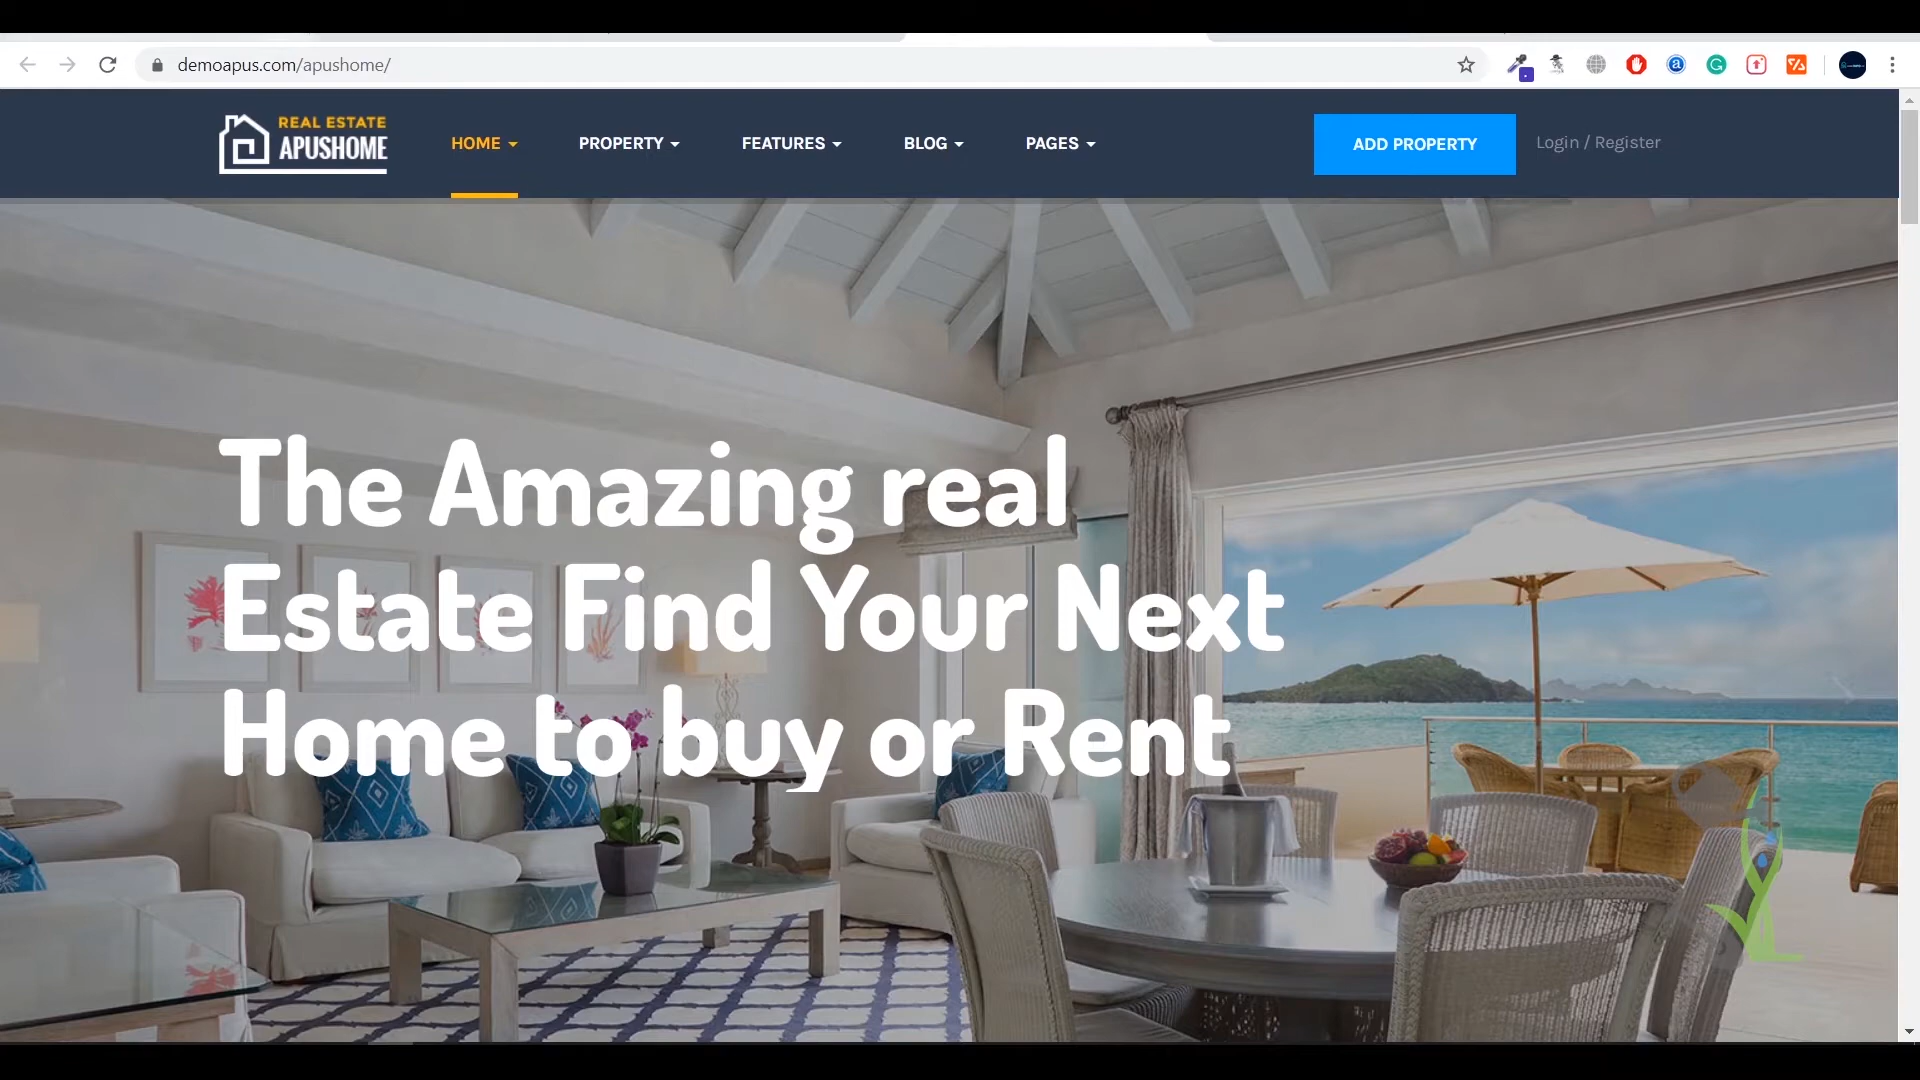 demoapus.com/apushome/
REAL ESTATE
APUSHOME
HOME
PROPERTY
FEATURES
BLOG
PAGES
ADD PROPERTY
Login / Register
The Amazing real
Estate Find Your Next
Home to buy or Rent